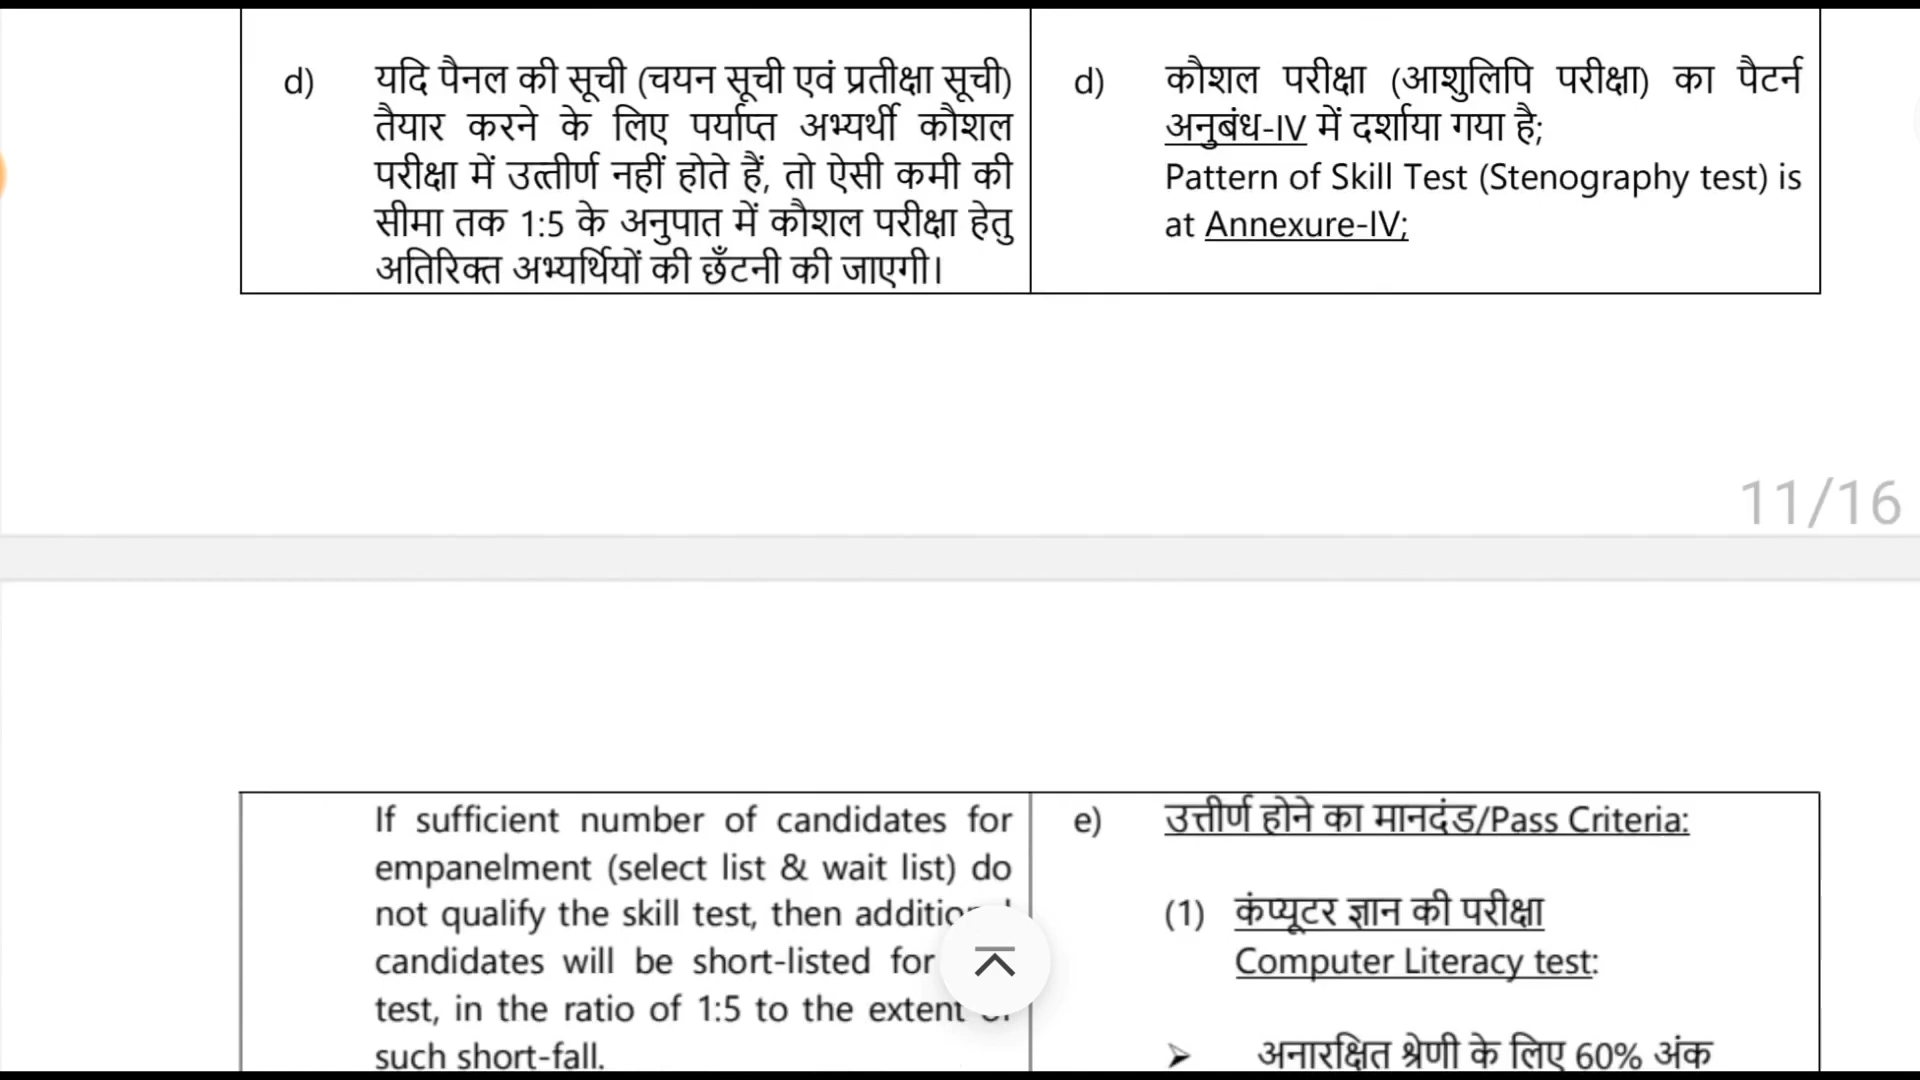 d) यदि पैनल की सूची (चयन सूची एवं प्रतीक्षा सूची)
तैयार करने के लिए पर्याप्त अभ्यर्थी कौशल
परीक्षा में उत्तीर्ण नहीं होते हैं, तो ऐसी कमी की
सीमा तक 1:5 के अनुपात में कौशल परीक्षा हेतु
अतिरिक्त अभ्यर्थियों की छँटनी की जाएगी।
d) कौशल परीक्षा (आशुलिपि परीक्षा) का पैटर्न
अनुबंध-IV में दर्शाया गया है;
Pattern of Skill Test (Stenography test) is
at Annexure-IV;
11/16
If sufficient number of candidates for
empanelment (select list & wait list) do
not qualify the skill test, then
candidates will be short-listed for
test, in the ratio of 1:5 to the extent
such short-fall.
e) उत्तीर्ण होने का मानदंड/Pass Criteria:
(1) कंप्यूटर ज्ञान की परीक्षा
Computer Literacy test:
➢ अनारक्षित श्रेणी के लिए 60% अंक